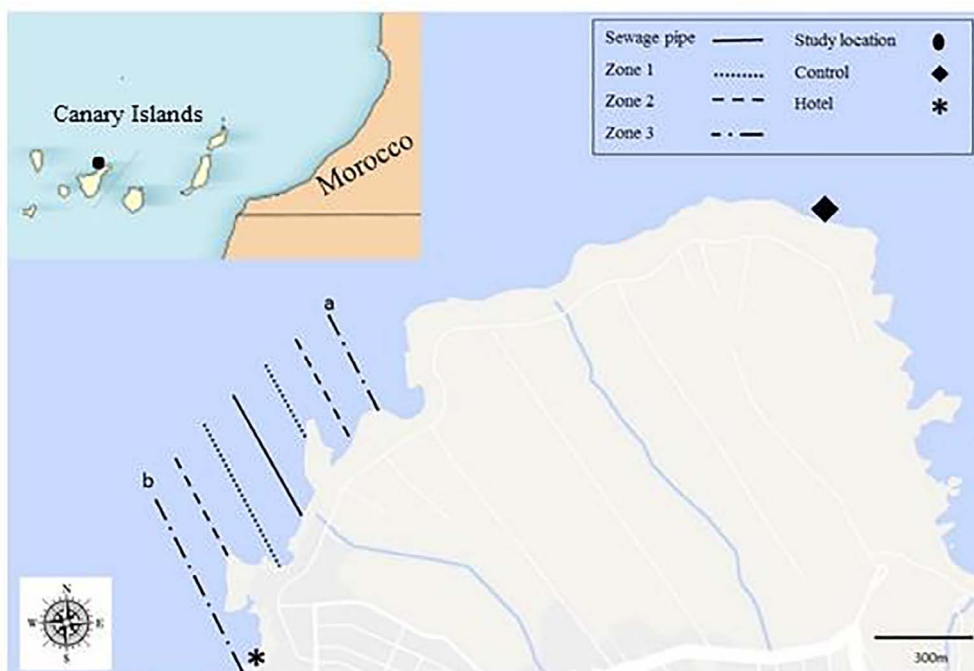 Canary Islands
Morocco
Sewage pipe
Study location
Zone 1
Control
Zone 2
Hotel
Zone 3
a
b
N
W E
S
300m